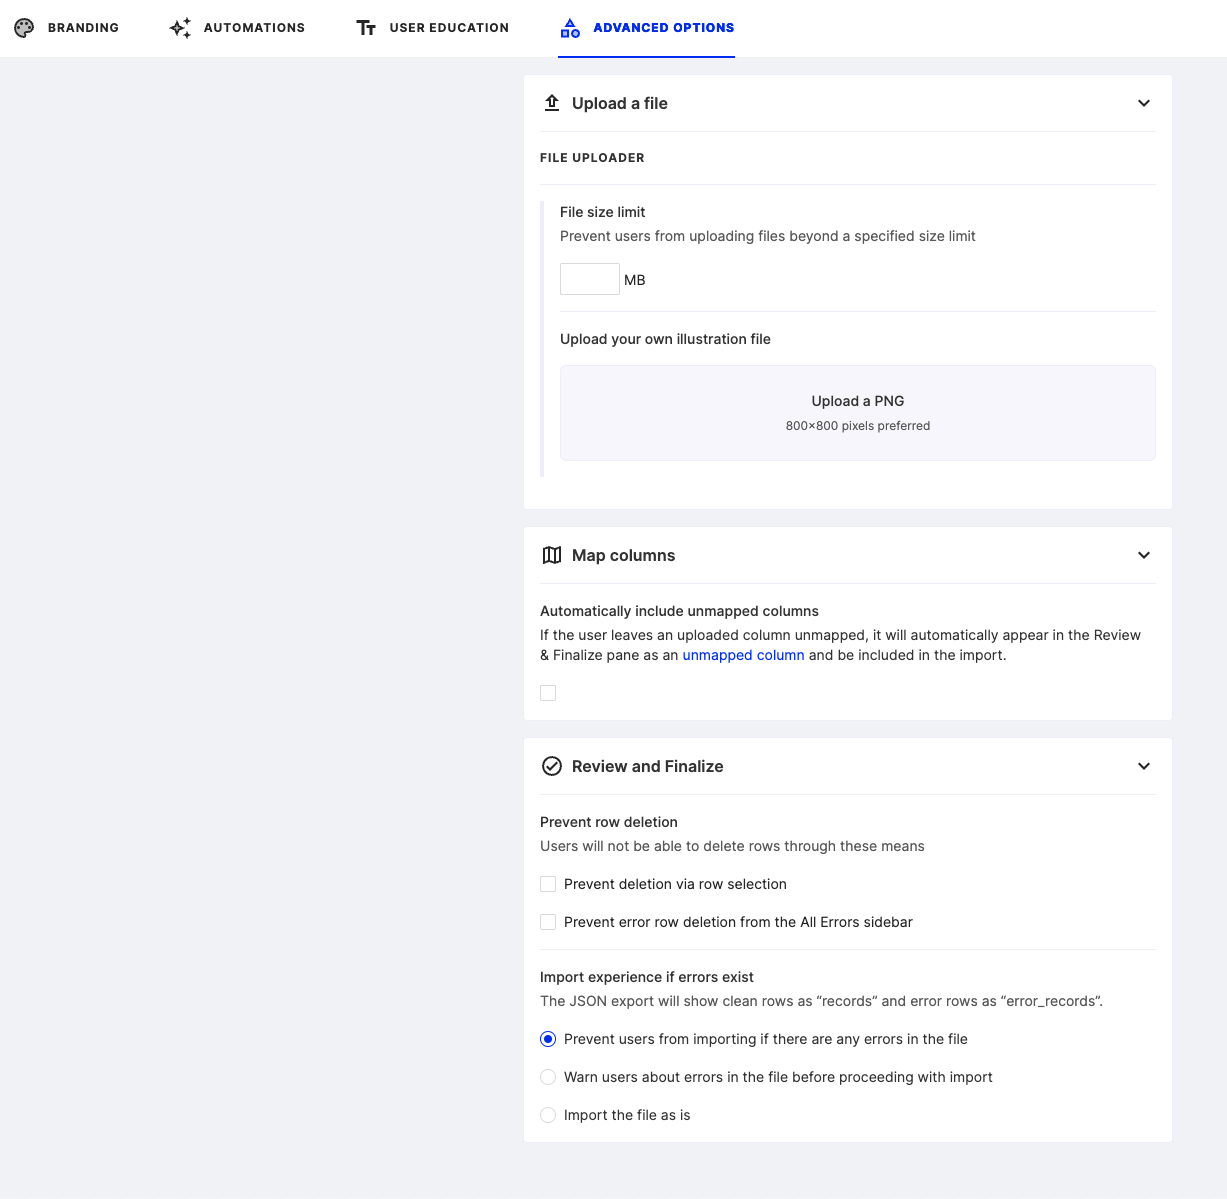 BRANDING
AUTOMATIONS
USER EDUCATION
ADVANCED OPTIONS
Upload a file
FILE UPLOADER
File size limit
Prevent users from uploading files beyond a specified size limit
MB
Upload your own illustration file
Upload a PNG
800×800 pixels preferred
Map columns
Automatically include unmapped columns
If the user leaves an uploaded column unmapped, it will automatically appear in the Review
& Finalize pane as an unmapped column and be included in the import.
Review and Finalize
Prevent row deletion
Users will not be able to delete rows through these means
Prevent deletion via row selection
Prevent error row deletion from the All Errors sidebar
Import experience if errors exist
The JSON export will show clean rows as “records” and error rows as “error_records”.
Prevent users from importing if there are any errors in the file
Warn users about errors in the file before proceeding with import
Import the file as is